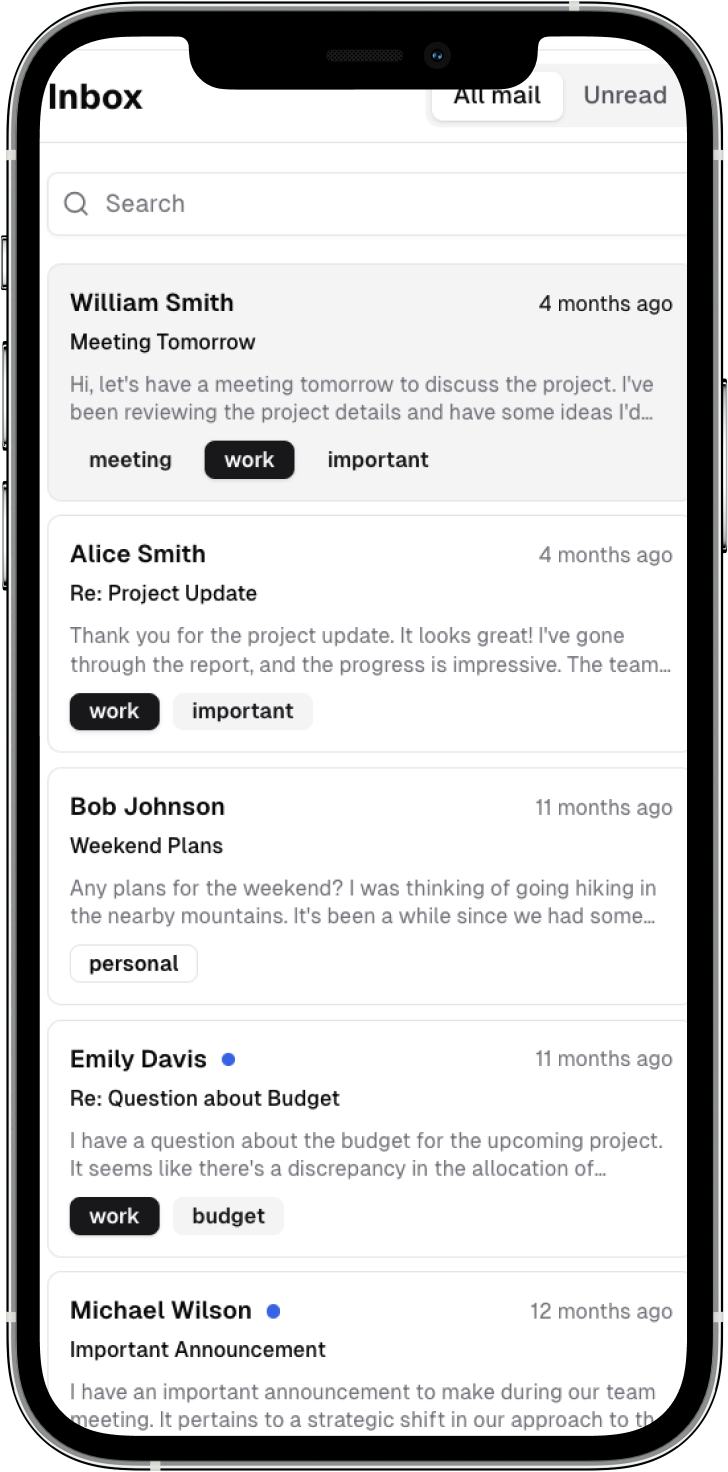 Inbox
All mail Unread
Search
William Smith 4 months ago
Meeting Tomorrow
Hi, let's have a meeting tomorrow to discuss the project. I've
been reviewing the project details and have some ideas I'd...
meeting work important
Alice Smith 4 months ago
Re: Project Update
Thank you for the project update. It looks great! I've gone
through the report, and the progress is impressive. The team...
work important
Bob Johnson 11 months ago
Weekend Plans
Any plans for the weekend? I was thinking of going hiking in
the nearby mountains. It's been a while since we had some...
personal
Emily Davis 11 months ago
Re: Question about Budget
I have a question about the budget for the upcoming project.
It seems like there's a discrepancy in the allocation of...
work budget
Michael Wilson 12 months ago
Important Announcement
I have an important announcement to make during our team
meeting. It pertains to a strategic shift in our approach to th